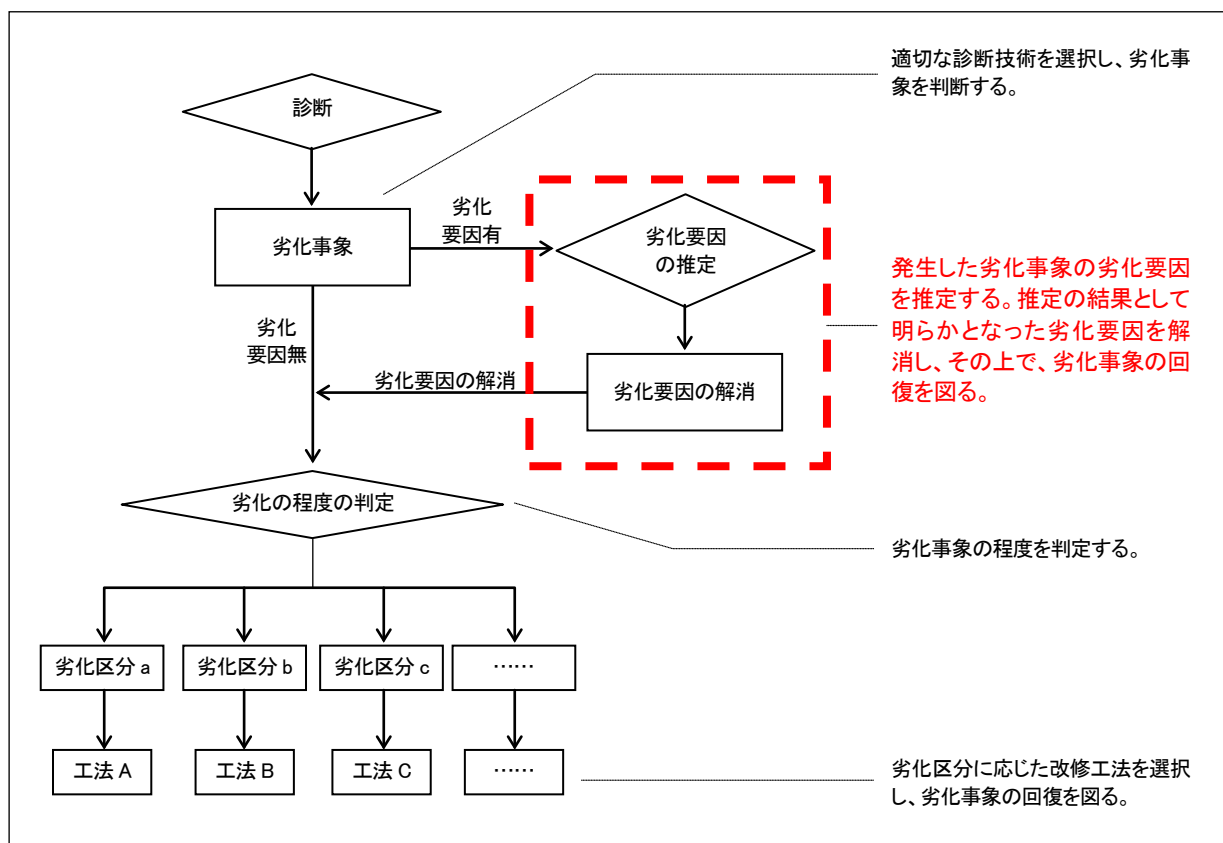 適切な診断技術を選択し、劣化事
象を判断する。
診断
劣化
要因有
劣化事象
劣化要因
の推定
発生した劣化事象の劣化要因
を推定する。推定の結果として
明らかとなった劣化要因を解
消し、その上で、劣化事象の回
復を図る。
劣化
要因無
劣化要因の解消
劣化要因の解消
劣化の程度の判定
劣化事象の程度を判定する。
劣化区分 a
劣化区分 b
劣化区分 c
……
工法 A
工法 B
工法 C
……
劣化区分に応じた改修工法を選択
し、劣化事象の回復を図る。